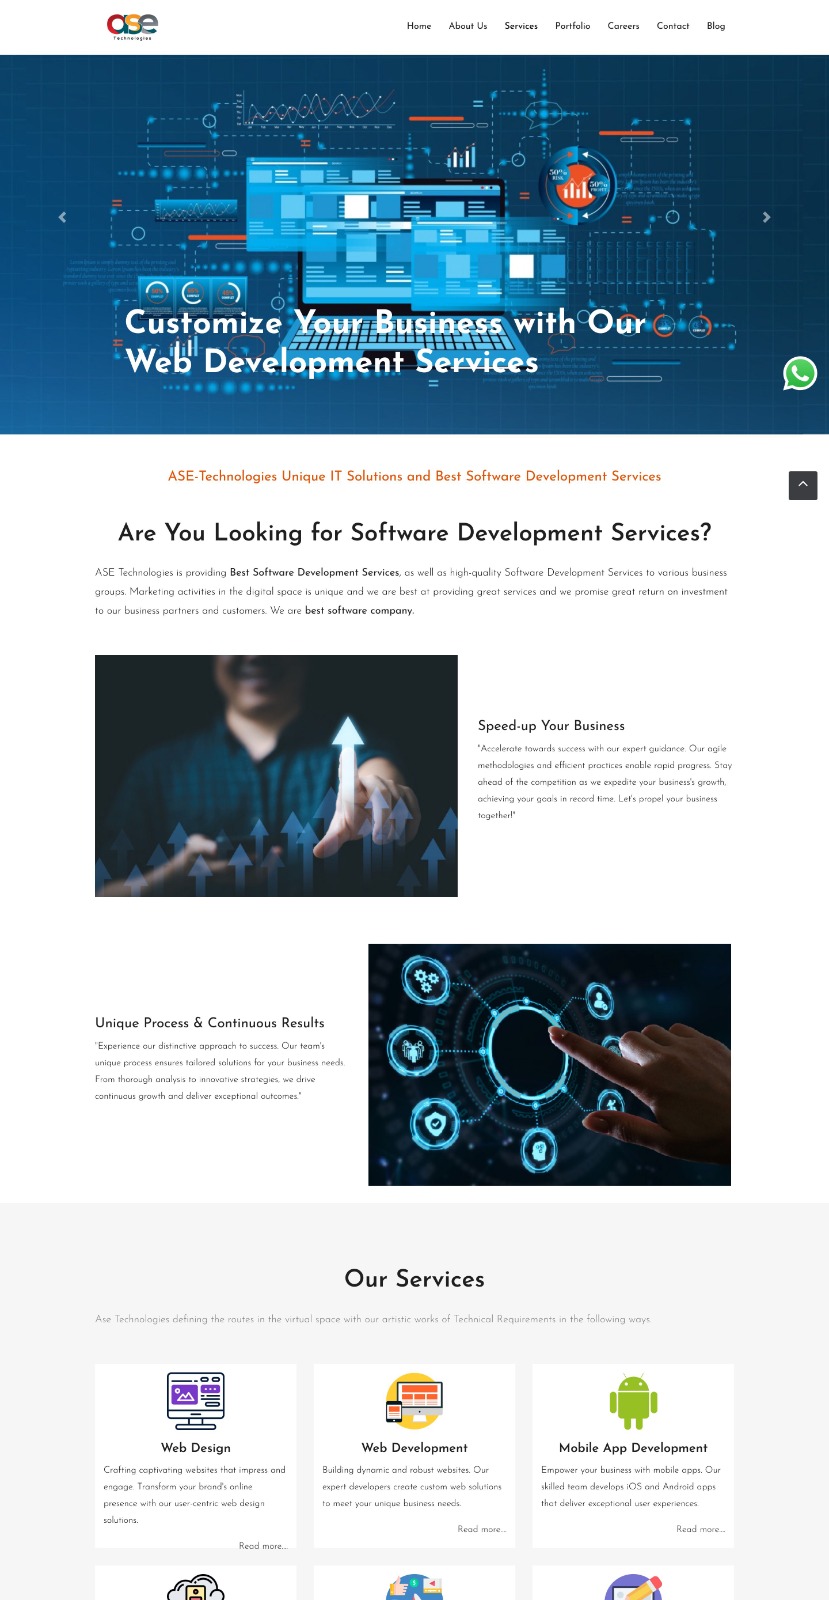 ase
Technologies
Home About Us Services Portfolio Careers Contact Blog
50%
50%
Customize Your Business with Our
Web Development Services
ASE-Technologies Unique IT Solutions and Best Software Development Services
Are You Looking for Software Development Services?
ASE Technologies is providing Best Software Development Services, as well as high-quality Software Development Services to various business
groups. Marketing activities in the digital space is unique and we are best at providing great services and we promise great return on investment
to our business partners and customers. We are best software company.
Speed-up Your Business
"Accelerate towards success with our expert guidance. Our agile
methodologies and efficient practices enable rapid progress. Stay
ahead of the competition as we expedite your business's growth,
achieving your goals in record time. Let's propel your business
together!"
Unique Process & Continuous Results
"Experience our distinctive approach to success. Our team's
unique process ensures tailored solutions for your business needs.
From thorough analysis to innovative strategies, we drive
continuous growth and deliver exceptional outcomes."
Our Services
Ase Technologies defining the routes in the virtual space with our artistic works of Technical Requirements in the following ways
Web Design
Crafting captivating websites that impress and
engage: Transform your brand's online
presence with our user-centric web design
solutions.
Read more...
Web Development
Building dynamic and robust websites. Our
expert developers create custom web solutions
to meet your unique business needs.
Read more...
Mobile App Development
Empower your business with mobile apps. Our
skilled team develops iOS and Android apps
that deliver exceptional user experiences.
Read more...